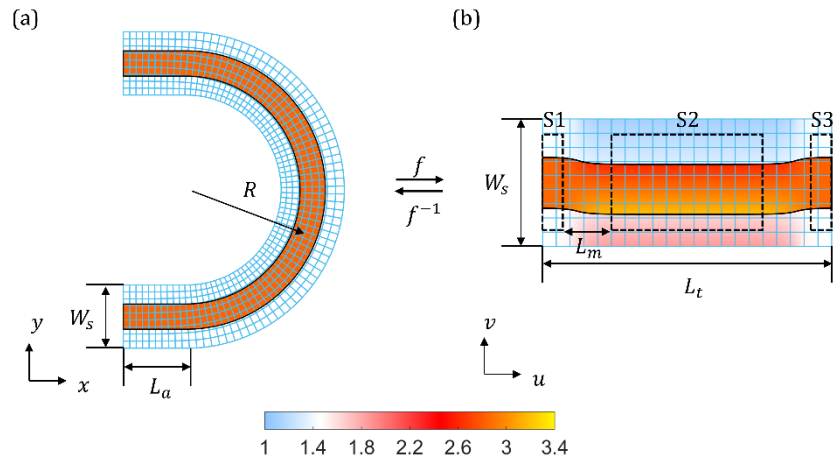 (a)
R
W_s
L_a
y
x
f
f^{-1}
(b)
S1 S2 S3
W_s
L_m
L_t
v
u
1 1.4 1.8 2.2 2.6 3 3.4